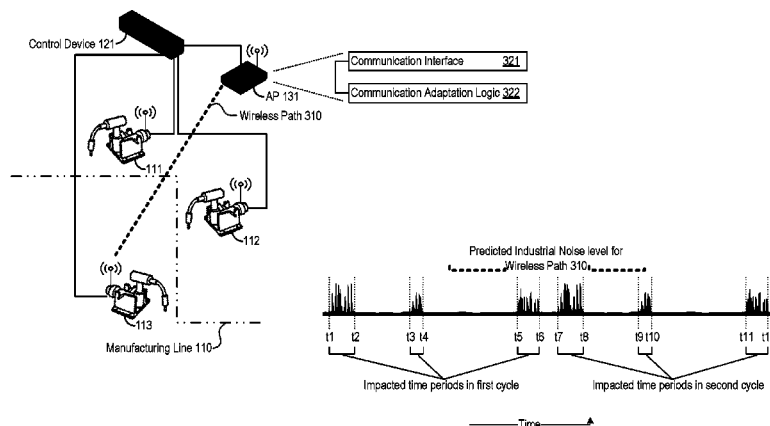 Control Device 121
AP 131
Communication Interface 321
Communication Adaptation Logic 322
Wireless Path 310
111
112
113
Manufacturing Line 110
Predicted Industrial Noise level for
Wireless Path 310
t1 t2 t3 t4 t5 t6 t7 t8 t9 t10 t11
Impacted time periods in first cycle
Impacted time periods in second cycle
Time